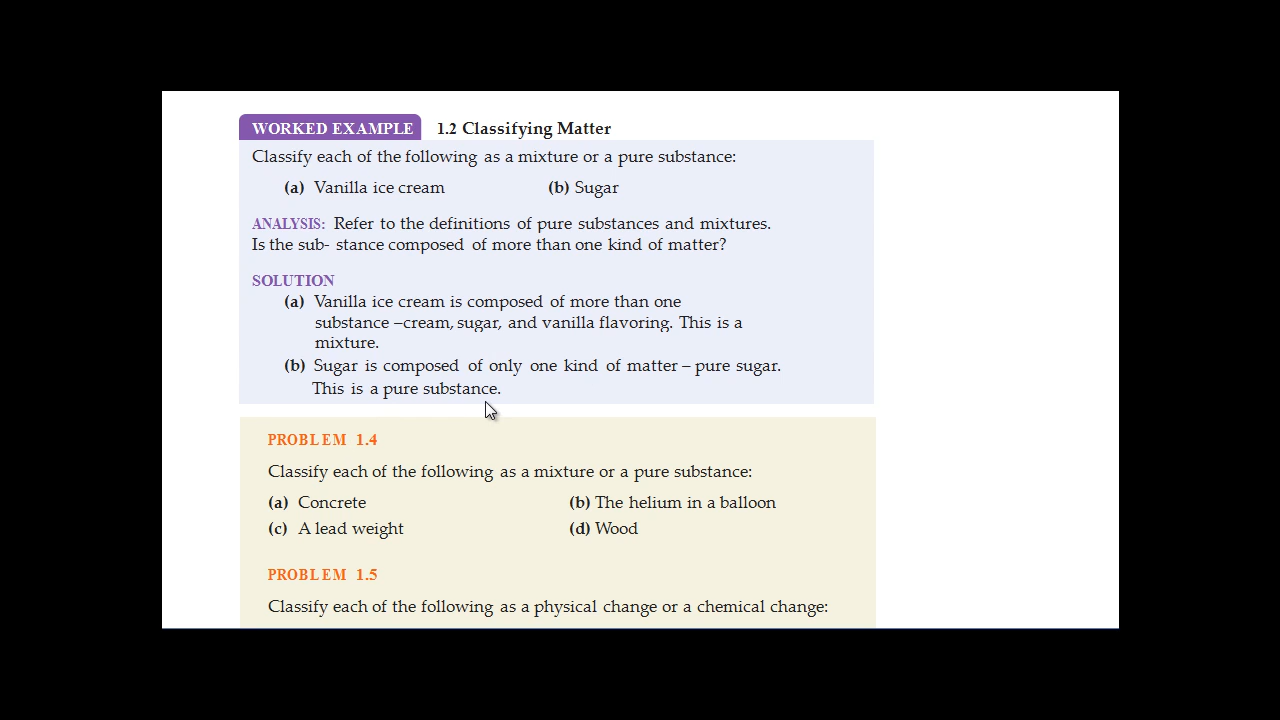 WORKED EXAMPLE 1.2 Classifying Matter
Classify each of the following as a mixture or a pure substance:
(a) Vanilla ice cream (b) Sugar
ANALYSIS: Refer to the definitions of pure substances and mixtures.
Is the sub- stance composed of more than one kind of matter?
SOLUTION
(a) Vanilla ice cream is composed of more than one
substance –cream, sugar, and vanilla flavoring. This is a
mixture.
(b) Sugar is composed of only one kind of matter – pure sugar.
This is a pure substance.
PROBLEM 1.4
Classify each of the following as a mixture or a pure substance:
(a) Concrete (b) The helium in a balloon
(c) A lead weight (d) Wood
PROBLEM 1.5
Classify each of the following as a physical change or a chemical change: